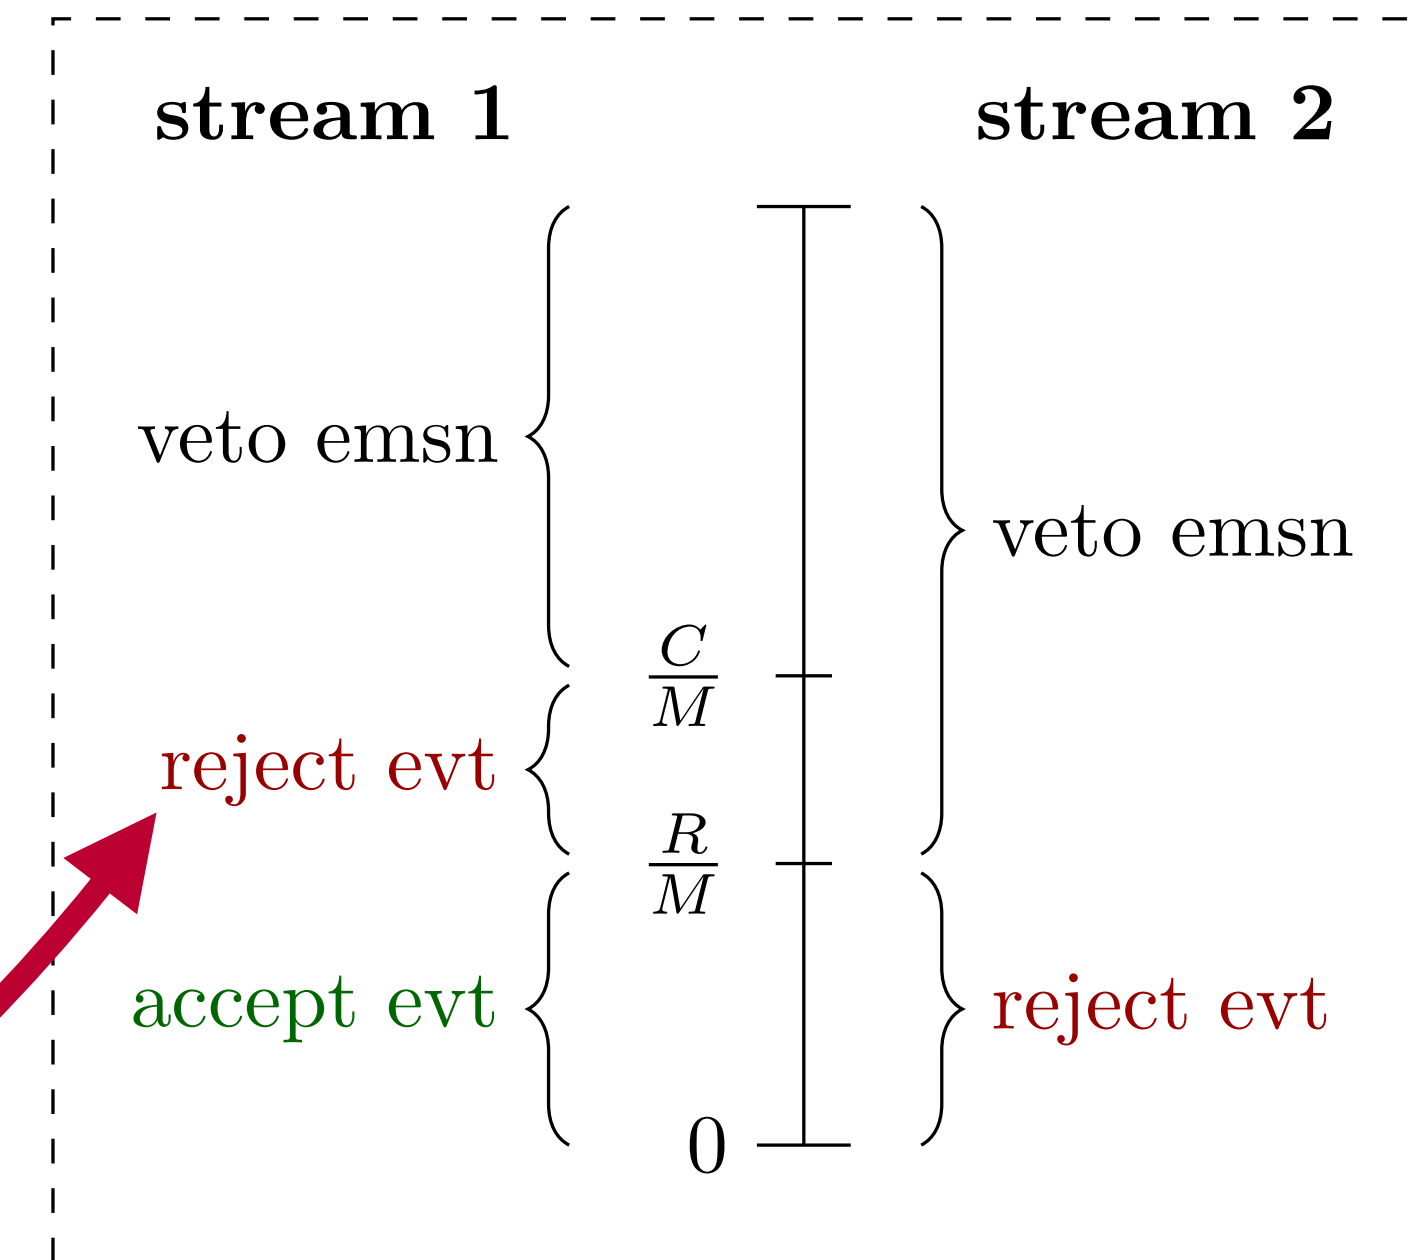 stream 1
stream 2
veto emsn
veto emsn
C
M
reject evt
R
M
accept evt
reject evt
0